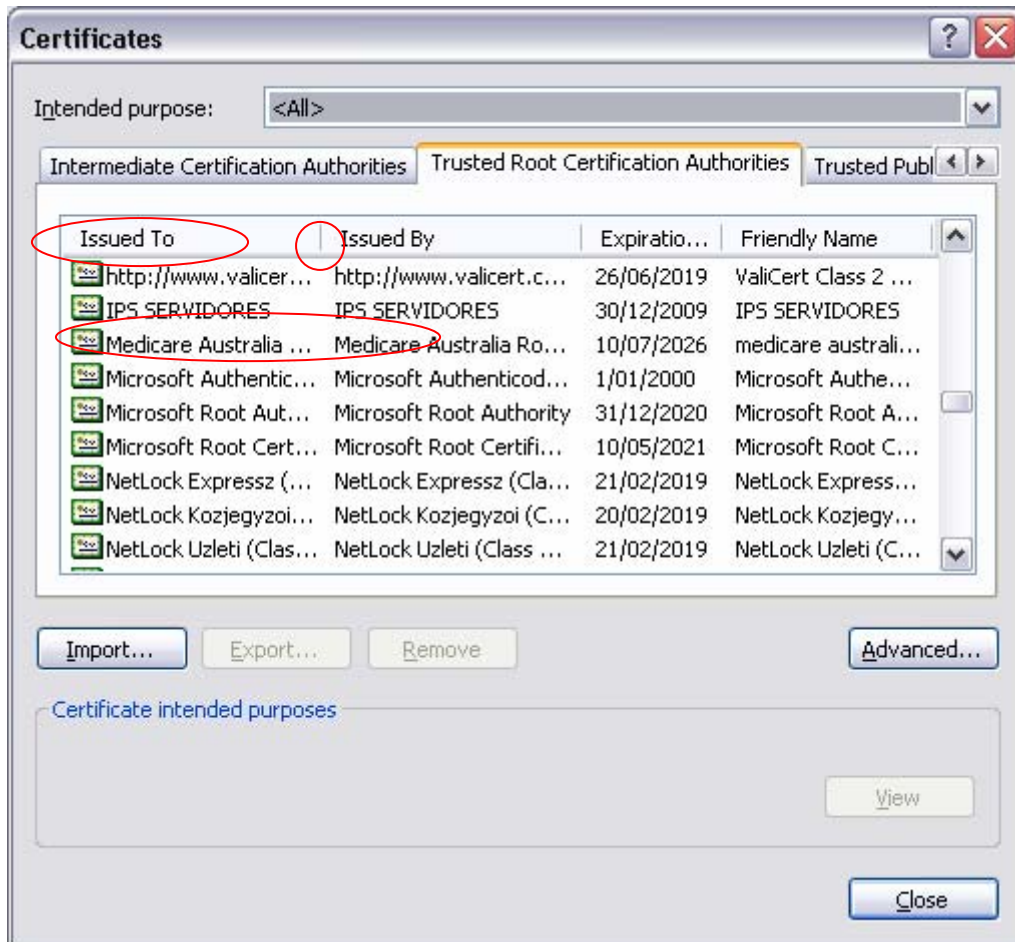 Certificates
Intended purpose: <All>
Intermediate Certification Authorities Trusted Root Certification Authorities Trusted Publ
Issued To Issued By Expiratio... Friendly Name
http://www.valicer... http://www.valicert.c... 26/06/2019 ValiCert Class 2 ...
IPS SERVIDORES IPS SERVIDORES 30/12/2009 IPS SERVIDORES
Medicare Australia ... Medicare Australia Ro... 10/07/2026 medicare australi...
Microsoft Authentic... Microsoft Authenticod... 1/01/2000 Microsoft Authe...
Microsoft Root Aut... Microsoft Root Authority 31/12/2020 Microsoft Root A...
Microsoft Root Cert... Microsoft Root Certifi... 10/05/2021 Microsoft Root C...
NetLock Expressz (... NetLock Expressz (Cla... 21/02/2019 NetLock Express...
NetLock Kozjegyzoi... NetLock Kozjegyzoi (C... 20/02/2019 NetLock Kozjegy...
NetLock Uzleti (Clas... NetLock Uzleti (Class ... 21/02/2019 NetLock Uzleti (C...
Import... Export... Remove Advanced...
Certificate intended purposes
View
Close